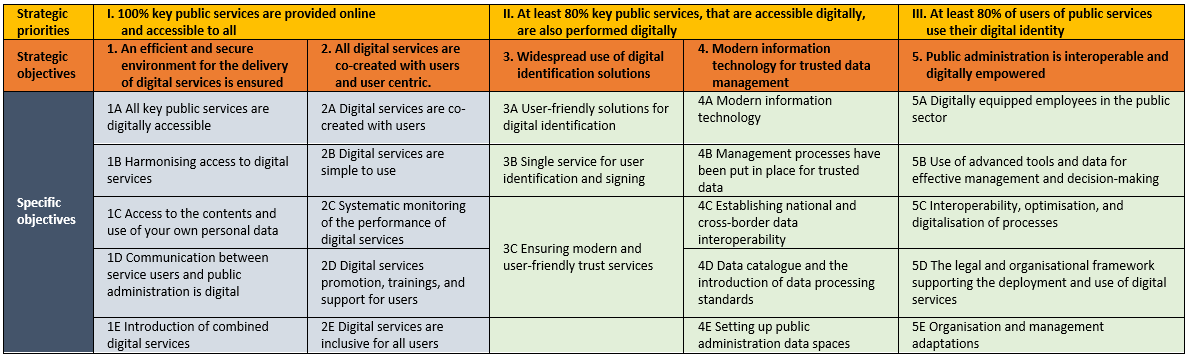 Strategic
priorities
I. 100% key public services are provided online
and accessible to all
II. At least 80% key public services, that are accessible digitally,
are also performed digitally
III. At least 80% of users of public services
use their digital identity
Strategic
objectives
1. An efficient and secure
environment for the delivery
of digital services is ensured
2. All digital services are
co-created with users
and user centric.
3. Widespread use of digital
identification solutions
4. Modern information
technology for trusted data
management
5. Public administration is interoperable and
digitally empowered
Specific
objectives
1A All key public services are
digitally accessible
2A Digital services are co-
created with users
3A User-friendly solutions for
digital identification
4A Modern information
technology
5A Digitally equipped employees in the public
sector
1B Harmonising access to digital
services
2B Digital services are
simple to use
3B Single service for user
identification and signing
4B Management processes have
been put in place for trusted
data
5B Use of advanced tools and data for
effective management and decision-making
1C Access to the contents and
use of your own personal data
2C Systematic monitoring
of the performance of
digital services
3C Ensuring modern and
user-friendly trust services
4C Establishing national and
cross-border data
interoperability
5C Interoperability, optimisation, and
digitalisation of processes
1D Communication between
service users and public
administration is digital
2D Digital services
promotion, trainings, and
support for users
4D Data catalogue and the
introduction of data processing
standards
5D The legal and organisational framework
supporting the deployment and use of digital
services
1E Introduction of combined
digital services
2E Digital services are
inclusive for all users
4E Setting up public
administration data spaces
5E Organisation and management
adaptations